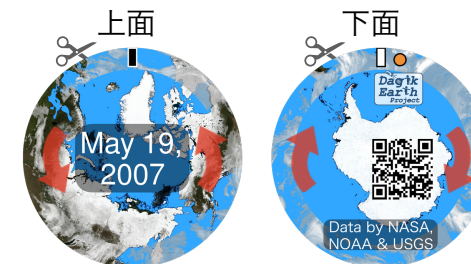 上面
下面
May 19,
2007
Dagik
Earth
Project
Data by NASA,
NOAA & USGS